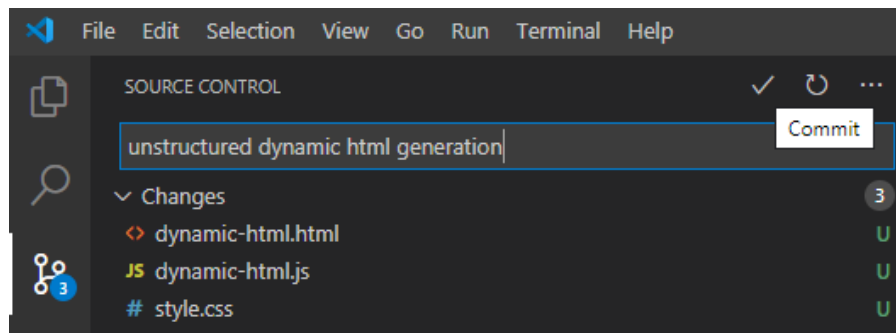 File Edit Selection View Go Run Terminal Help
SOURCE CONTROL
Commit
unstructured dynamic html generation
Changes 3
<> dynamic-html.html U
JS dynamic-html.js U
3
# style.css U